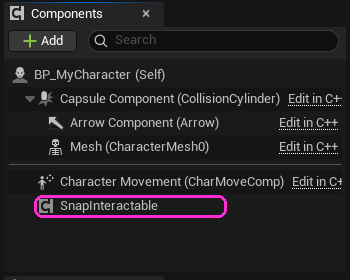 Components
Add
Search
BP_MyCharacter (Self)
Capsule Component (CollisionCylinder) Edit in C++
Arrow Component (Arrow) Edit in C++
Mesh (CharacterMesh0) Edit in C++
Character Movement (CharMoveComp) Edit in C++
SnapInteractable